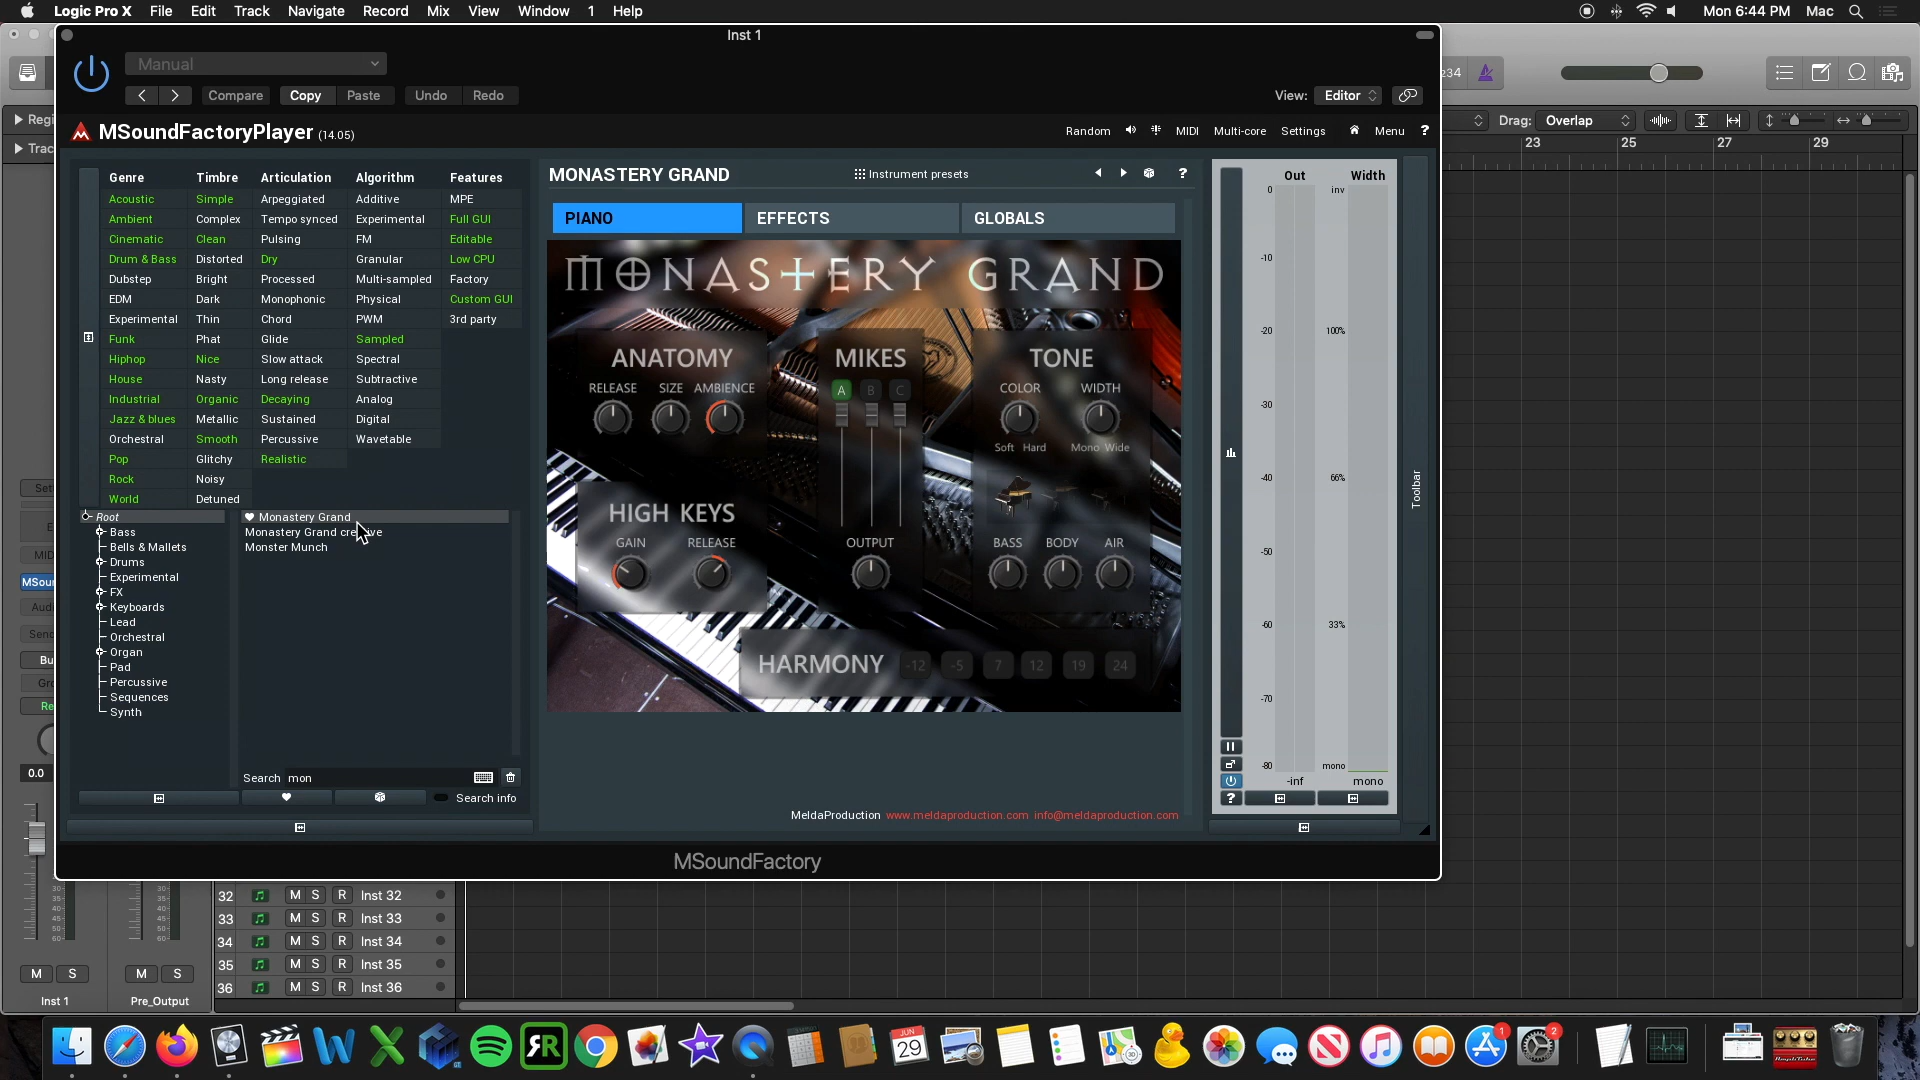 Logic Pro X File Edit Track Navigate Record Mix View Window 1 Help
Mon 6:44 PM Mac
Inst 1
Manual
Compare Copy Paste Undo Redo
View: Editor
MSoundFactoryPlayer (14.05)
Random MIDI Multi-core Settings Menu ?
Drag: Overlap
23 25 27 29
Genre Timbre Articulation Algorithm Features
Acoustic Simple Arpeggiated Additive MPE
Ambient Complex Tempo synced Experimental Full GUI
Cinematic Clean Pulsing FM Editable
Drum & Bass Distorted Dry Granular Low CPU
Dubstep Bright Processed Multi-sampled Factory
EDM Dark Monophonic Physical Custom GUI
Experimental Thin Chord PWM 3rd party
Funk Phat Glide Sampled
Hiphop Nice Slow attack Spectral
House Nasty Long release Subtractive
Industrial Organic Decaying Analog
Jazz & blues Metallic Sustained Digital
Orchestral Smooth Percussive Wavetable
Pop Glitchy Realistic
Rock Noisy
World Detuned
Root
Bass
Bells & Mallets
Drums
Experimental
FX
Keyboards
Lead
Orchestral
Organ
Pad
Percussive
Sequences
Synth
Monastery Grand
Monastery Grand
Monster Munch
Search mon
Search info
MONASTERY GRAND
Instrument presets
?
PIANO EFFECTS GLOBALS
MONASTERY GRAND
ANATOMY
RELEASE SIZE AMBIENCE
MIKES
A B C
TONE
COLOR WIDTH
Soft Hard Mono Wide
HIGH KEYS
GAIN RELEASE
OUTPUT
BASS BODY AIR
HARMONY -12 -5 7 12 19 24
MeldaProduction www.meldaproduction.com info@meldaproduction.com
Out Width
0 inv
-10
-20 100%
-30
-40 66%
-50
-60 33%
-70
-80 mono
-inf mono
?
Toolbar
MSoundFactory
0.0
32 M S R Inst 32
33 M S R Inst 33
34 M S R Inst 34
35 M S R Inst 35
36 M S R Inst 36
M S M S
Inst 1 Pre_Output
JUN
29
1
2